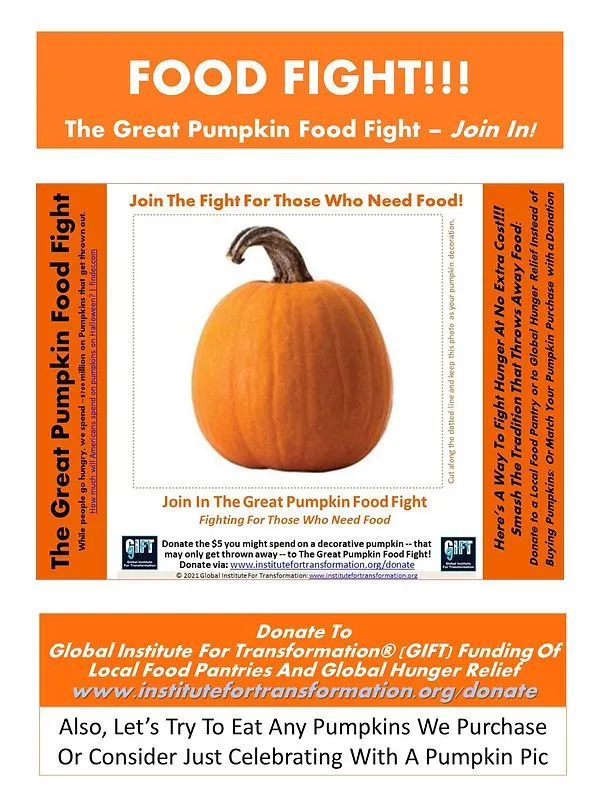 FOOD FIGHT!!!
The Great Pumpkin Food Fight – Join In!
The Great Pumpkin Food Fight
While people go hungry, we spend ~$700 million on Pumpkins that get thrown out.
How much will Americans spend on pumpkins on Halloween? | finder.com
Join The Fight For Those Who Need Food!
Cut along the dotted line and keep this photo as your pumpkin decoration.
Join In The Great Pumpkin Food Fight
Fighting For Those Who Need Food
GIFT
Global Institute
For Transformation
Donate the $5 you might spend on a decorative pumpkin -- that
may only get thrown away -- to The Great Pumpkin Food Fight!
Donate via: www.institutefortransformation.org/donate
GIFT
Global Institute
For Transformation
© 2021 Global Institute For Transformation: www.institutefortransformation.org
Here's A Way To Fight Hunger At No Extra Cost!!!
Smash The Tradition That Throws Away Food:
Donate to a Local Food Pantry or to Global Hunger Relief Instead of
Buying Pumpkins: Or Match Your Pumpkin Purchase with a Donation
Donate To
Global Institute For Transformation® (GIFT) Funding Of
Local Food Pantries And Global Hunger Relief
www.institutefortransformation.org/donate
Also, Let's Try To Eat Any Pumpkins We Purchase
Or Consider Just Celebrating With A Pumpkin Pic